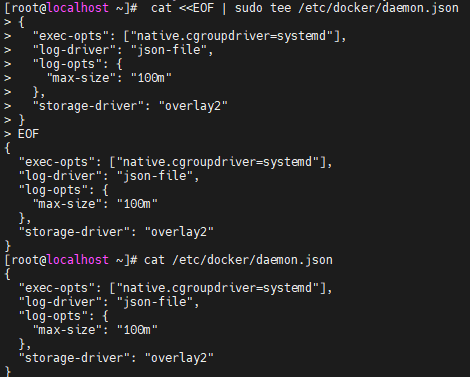 [root@localhost ~]#  cat <<EOF | sudo tee /etc/docker/daemon.json
> {
>   "exec-opts": ["native.cgroupdriver=systemd"],
>   "log-driver": "json-file",
>   "log-opts": {
>     "max-size": "100m"
>   },
>   "storage-driver": "overlay2"
> }
> EOF
{
  "exec-opts": ["native.cgroupdriver=systemd"],
  "log-driver": "json-file",
  "log-opts": {
    "max-size": "100m"
  },
  "storage-driver": "overlay2"
}
[root@localhost ~]# cat /etc/docker/daemon.json
{
  "exec-opts": ["native.cgroupdriver=systemd"],
  "log-driver": "json-file",
  "log-opts": {
    "max-size": "100m"
  },
  "storage-driver": "overlay2"
}